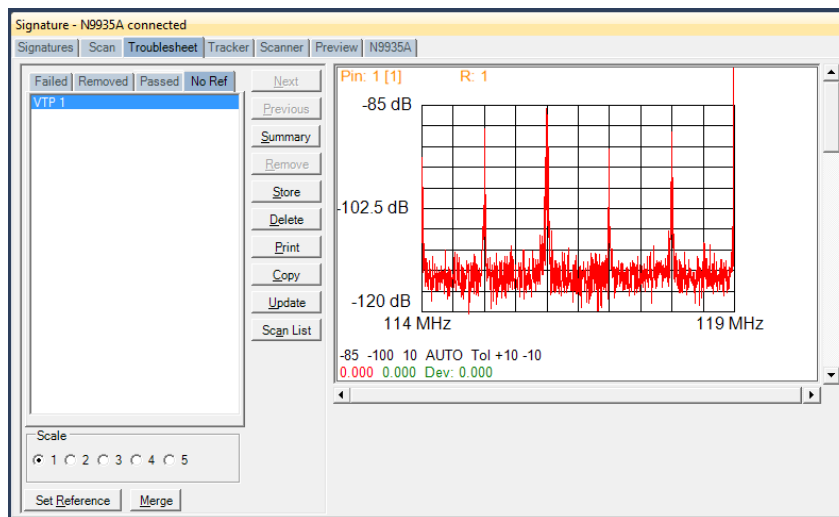 Signature - N9935A connected
Signatures Scan Troublesheet Tracker Scanner Preview N9935A
Failed Removed Passed No Ref
VTP 1
Next
Previous
Summary
Remove
Store
Delete
Print
Copy
Update
Scan List
Scale
1 2 3 4 5
Set Reference Merge
Pin: 1 [1] R: 1
-85 dB
-102.5 dB
-120 dB
114 MHz 119 MHz
-85 -100 10 AUTO Tol +10 -10
0.000 0.000 Dev: 0.000